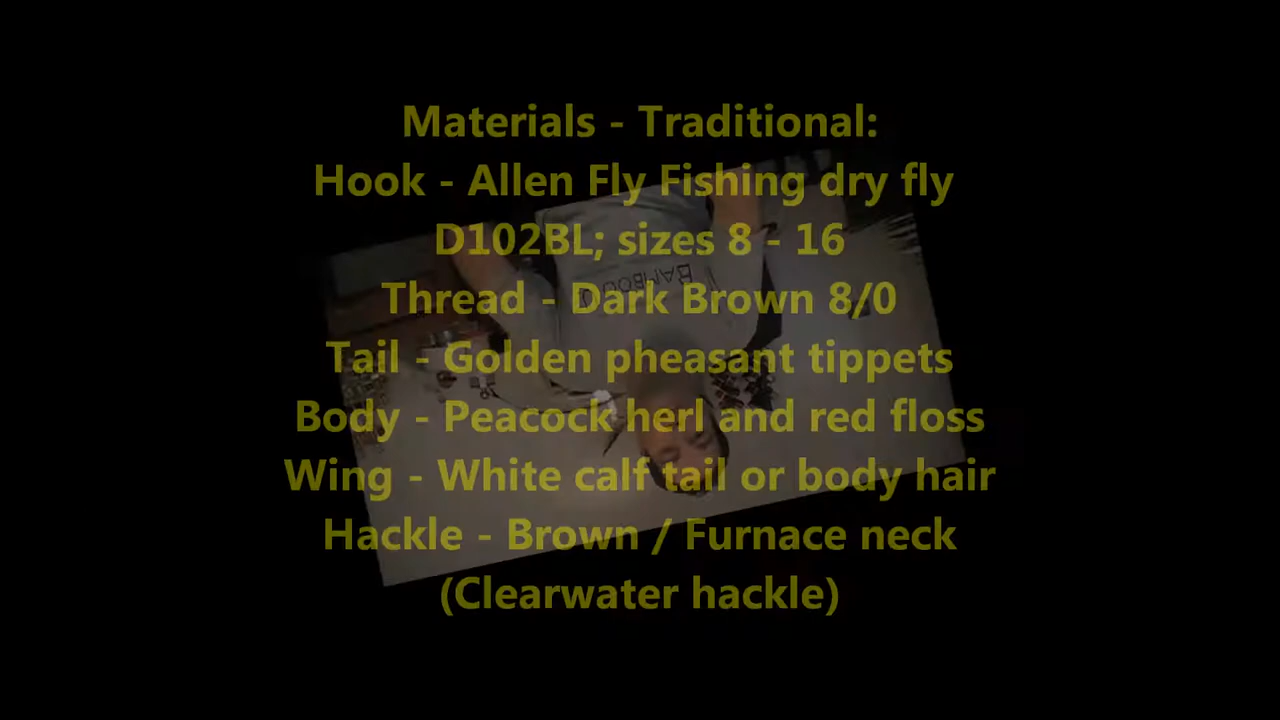 Materials - Traditional:
Hook - Allen Fly Fishing dry fly
D102BL; sizes 8 - 16
Thread - Dark Brown 8/0
Tail - Golden pheasant tippets
Body - Peacock herl and red floss
Wing - White calf tail or body hair
Hackle - Brown / Furnace neck
(Clearwater hackle)